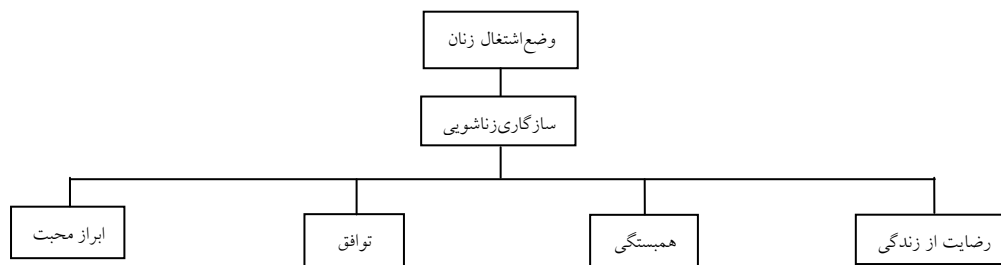 وضع‌اشتغال زنان
سازگاری‌زناشویی
رضایت از زندگی
همبستگی
توافق
ابراز محبت